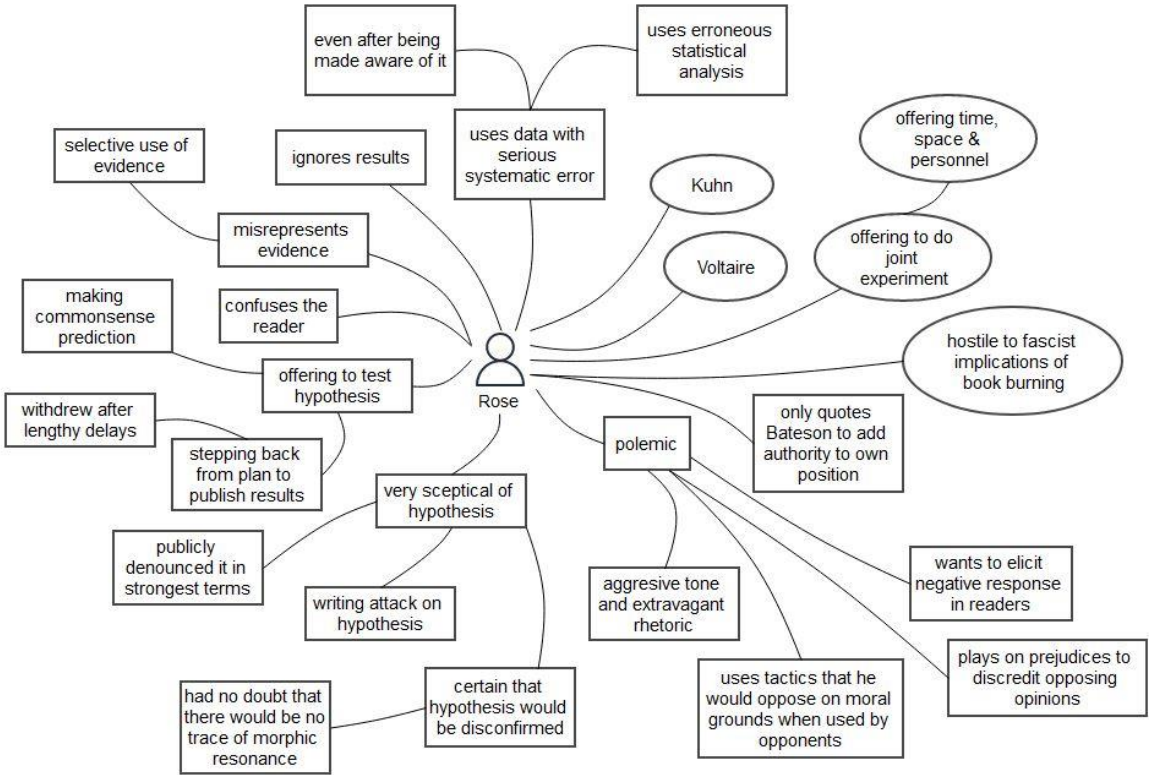 even after being
made aware of it
uses erroneous
statistical
analysis
offering time,
space &
personnel
selective use of
evidence
ignores results
uses data with
serious
systematic error
Kuhn
misrepresents
evidence
offering to do
joint
experiment
Voltaire
making
commonsense
prediction
confuses the
reader
hostile to fascist
implications of
book burning
offering to test
hypothesis
Rose
withdrew after
lengthy delays
only quotes
Bateson to add
authority to own
position
polemic
stepping back
from plan to
publish results
very sceptical of
hypothesis
publicly
denounced it in
strongest terms
writing attack on
hypothesis
aggresive tone
and extravagant
rhetoric
wants to elicit
negative response
in readers
plays on prejudices to
discredit opposing
opinions
uses tactics that he
would oppose on moral
grounds when used by
opponents
certain that
hypothesis would
be disconfirmed
had no doubt that
there would be no
trace of morphic
resonance